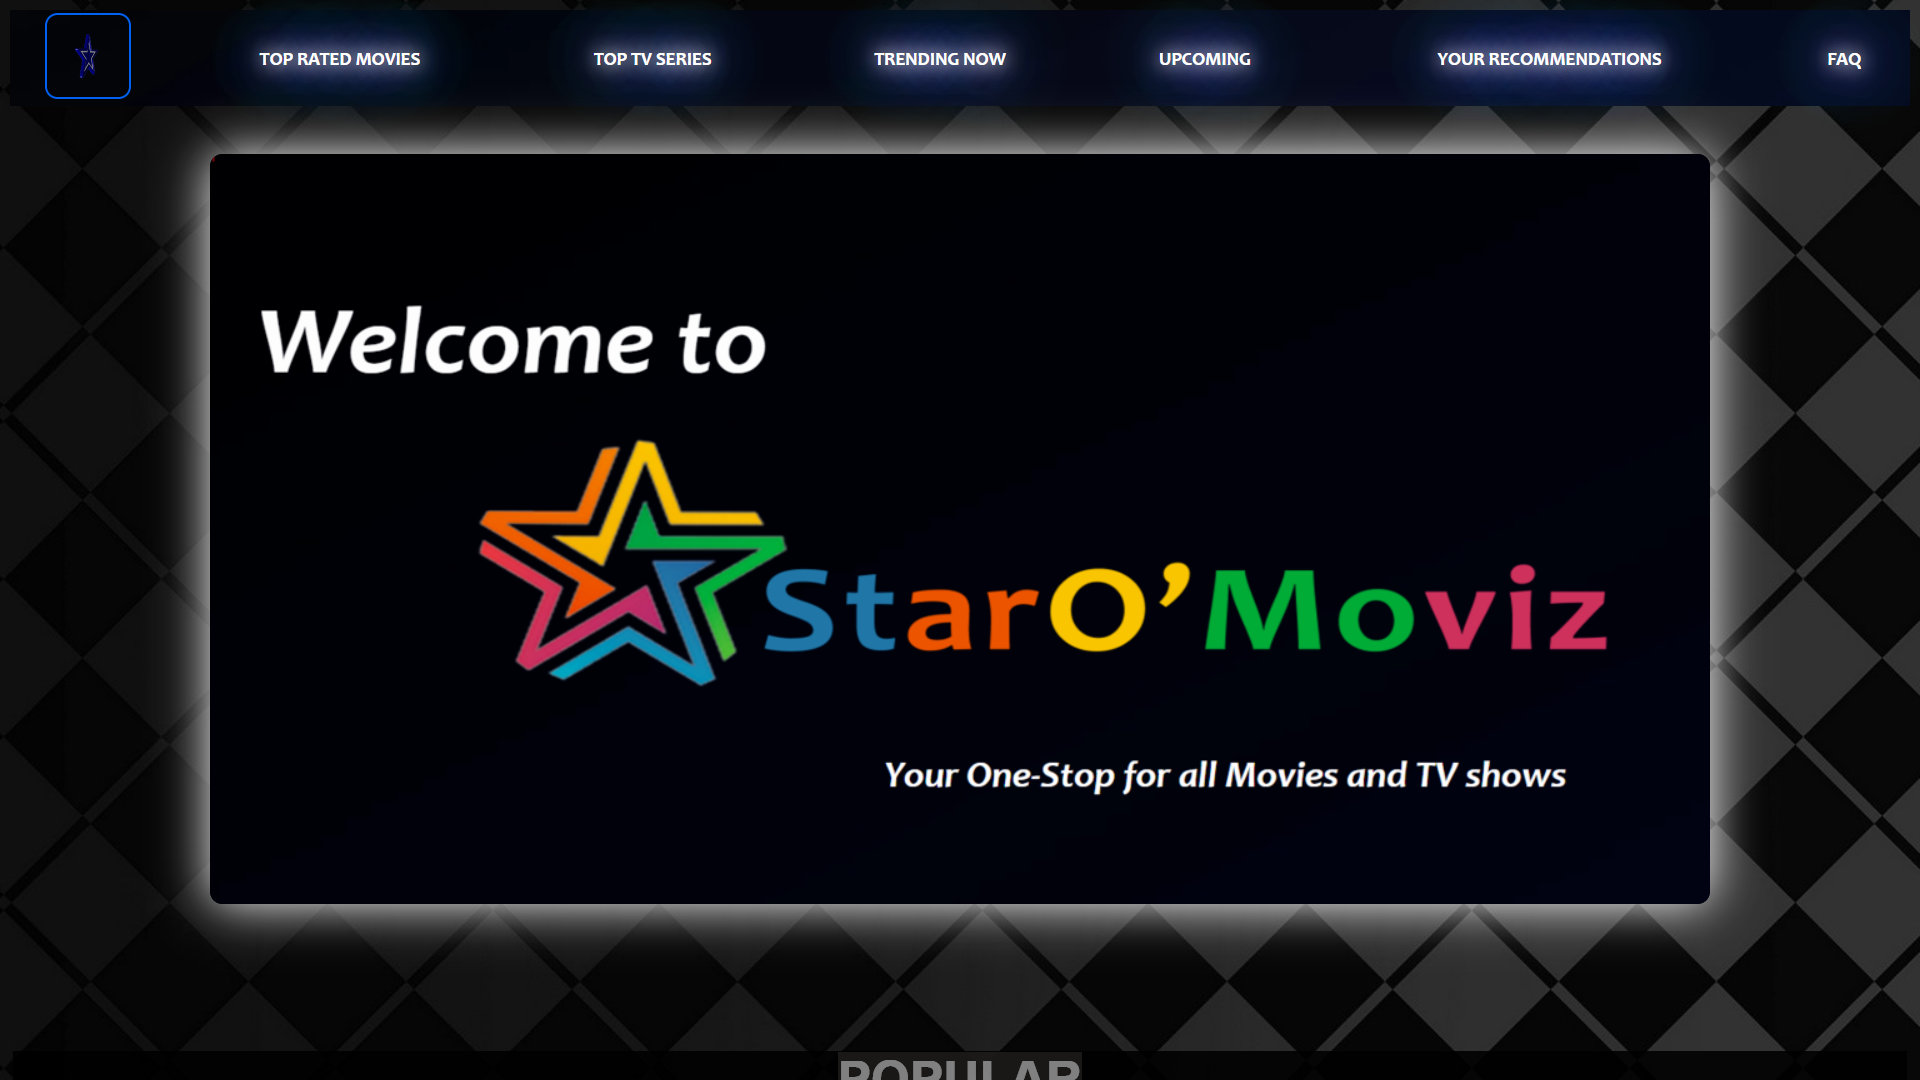 TOP RATED MOVIES
TOP TV SERIES
TRENDING NOW
UPCOMING
YOUR RECOMMENDATIONS
FAQ
Welcome to
StarO’Moviz
Your One-Stop for all Movies and TV shows
POPULAR